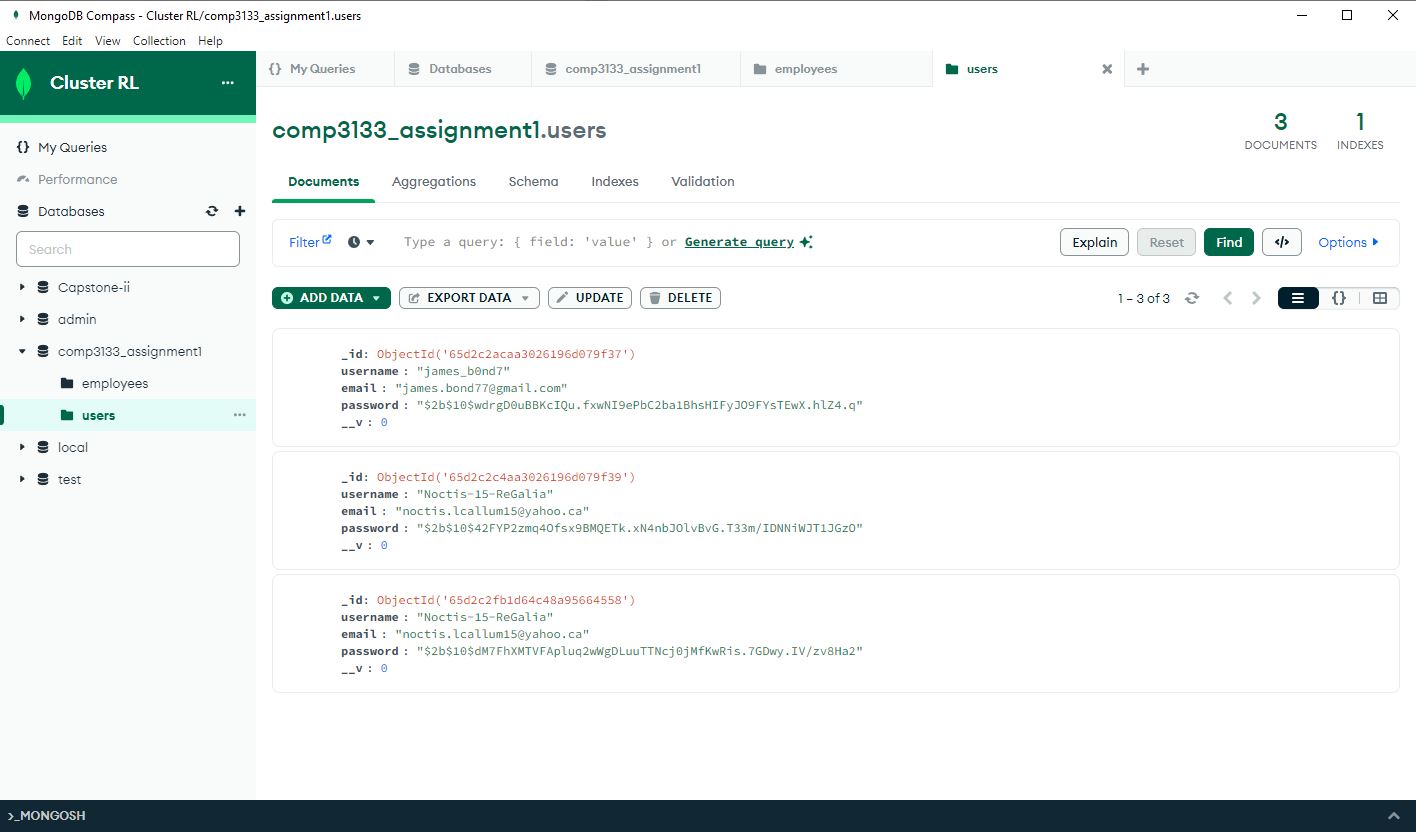 MongoDB Compass - Cluster RL/comp3133_assignment1.users
Connect Edit View Collection Help
Cluster RL
My Queries
Performance
Databases
Search
Capstone-ii
admin
comp3133_assignment1
employees
users
local
test
{} My Queries Databases comp3133_assignment1 employees users
comp3133_assignment1.users
3 DOCUMENTS
1 INDEXES
Documents Aggregations Schema Indexes Validation
Filter Type a query: { field: 'value' } or Generate query Explain Reset Find </> Options
ADD DATA EXPORT DATA UPDATE DELETE 1 – 3 of 3 {}
_id: ObjectId('65d2c2acaa3026196d079f37')
username : "james_b0nd7"
email : "james.bond77@gmail.com"
password : "$2b$10$wdrgD0uBBKcIQu.fxwNI9ePbC2ba1BhsHIFyJO9FYsTEwX.hlZ4.q"
__v : 0
_id: ObjectId('65d2c2c4aa3026196d079f39')
username : "Noctis-15-ReGalia"
email : "noctis.lcallum15@yahoo.ca"
password : "$2b$10$42FYP2zmq4Ofsx9BMQETk.xN4nbJOlvBvG.T33m/IDNNiWJT1JGzO"
__v : 0
_id: ObjectId('65d2c2fb1d64c48a95664558')
username : "Noctis-15-ReGalia"
email : "noctis.lcallum15@yahoo.ca"
password : "$2b$10$dM7FhXMTVFApluq2wWgDLuuTTNcj0jMfKwRis.7GDwy.IV/zv8Ha2"
__v : 0
>_MONGOSH